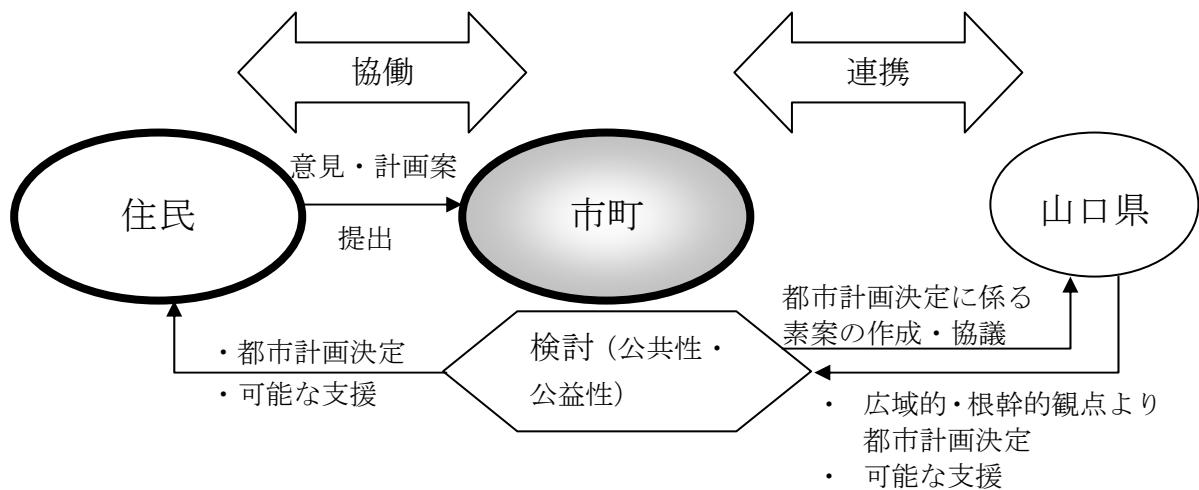 協働
連携
意見・計画案
住民
市町
山口県
提出
都市計画決定に係る
素案の作成・協議
・都市計画決定
・可能な支援
検討（公共性・
公益性）
・ 広域的・根幹的観点より
都市計画決定
・ 可能な支援